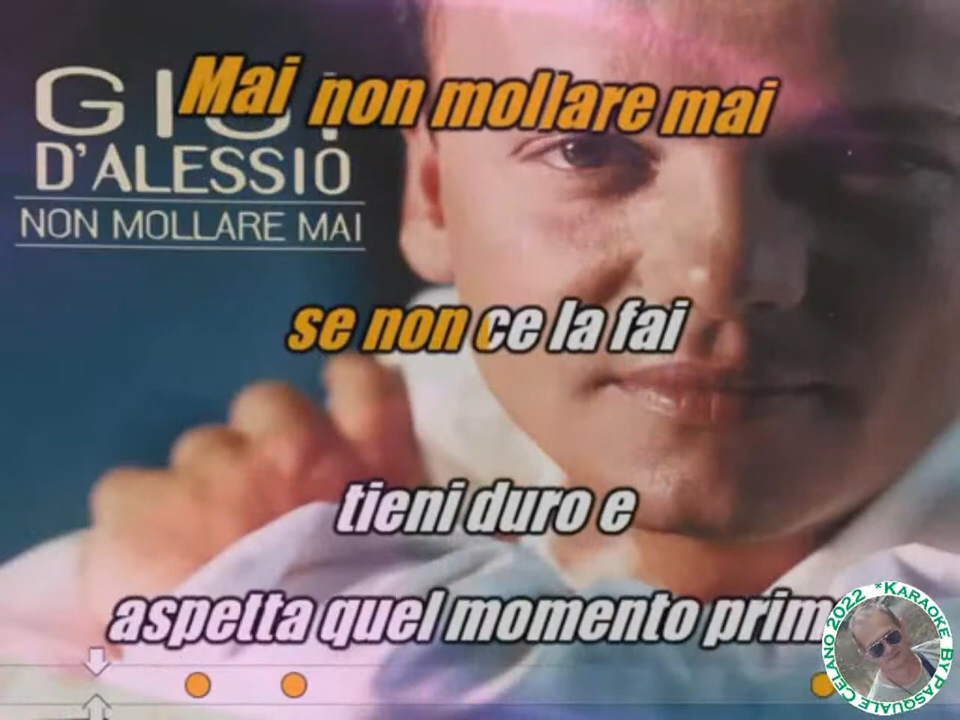 GIGI
D'ALESSIO
NON MOLLARE MAI
Mai non mollare mai
se non ce la fai
tieni duro e
aspetta quel momento prim
*KARAOKE BY PASQUALE CELANO 2022